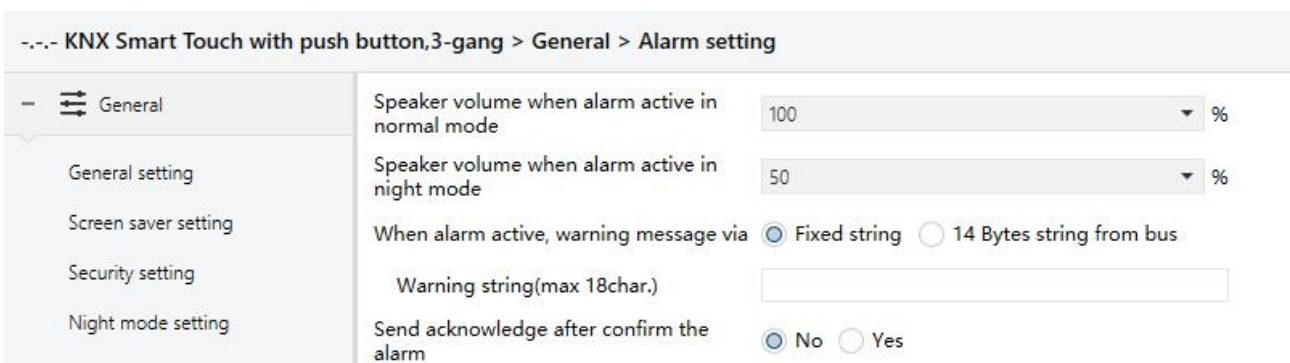 -.-.- KNX Smart Touch with push button,3-gang > General > Alarm setting
General
General setting
Screen saver setting
Security setting
Night mode setting
Speaker volume when alarm active in
normal mode
100 %
Speaker volume when alarm active in
night mode
50 %
When alarm active, warning message via Fixed string 14 Bytes string from bus
Warning string(max 18char.)
Send acknowledge after confirm the
alarm
No Yes